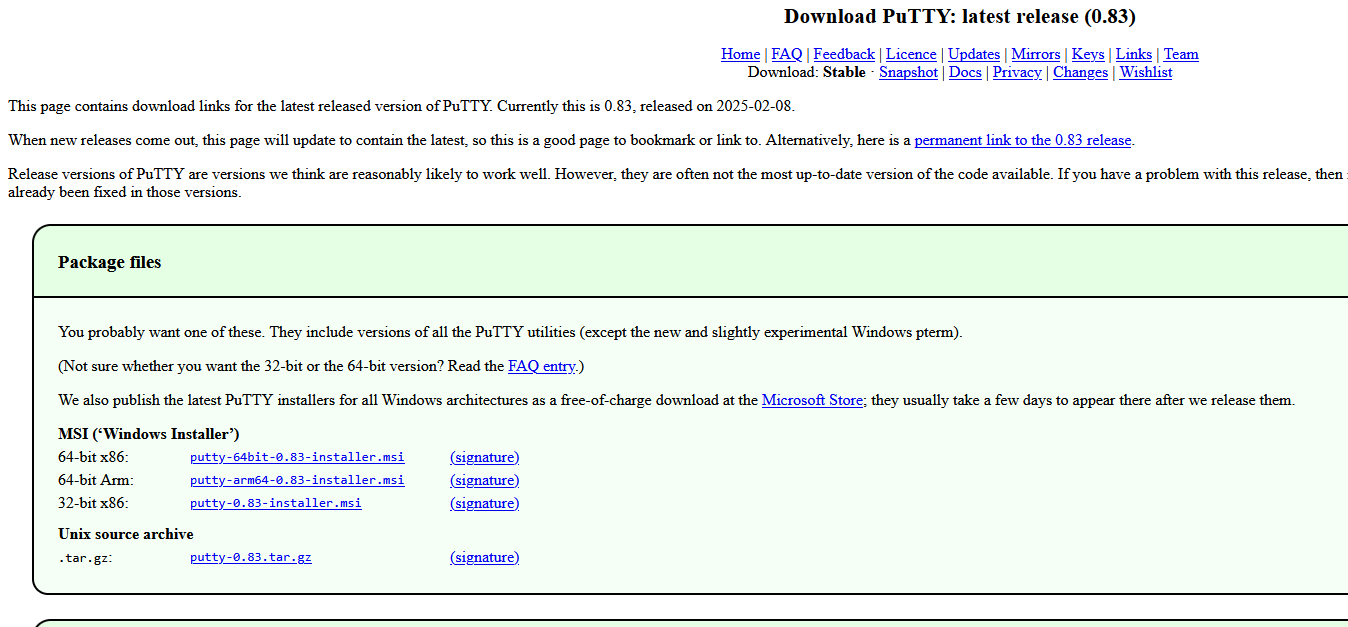 Download PuTTY: latest release (0.83)
Home | FAQ | Feedback | Licence | Updates | Mirrors | Keys | Links | Team
Download: Stable · Snapshot | Docs | Privacy | Changes | Wishlist
This page contains download links for the latest released version of PuTTY. Currently this is 0.83, released on 2025-02-08.
When new releases come out, this page will update to contain the latest, so this is a good page to bookmark or link to. Alternatively, here is a permanent link to the 0.83 release.
Release versions of PuTTY are versions we think are reasonably likely to work well. However, they are often not the most up-to-date version of the code available. If you have a problem with this release, then
already been fixed in those versions.
Package files
You probably want one of these. They include versions of all the PuTTY utilities (except the new and slightly experimental Windows pterm).
(Not sure whether you want the 32-bit or the 64-bit version? Read the FAQ entry.)
We also publish the latest PuTTY installers for all Windows architectures as a free-of-charge download at the Microsoft Store; they usually take a few days to appear there after we release them.
MSI (‘Windows Installer’)
64-bit x86: putty-64bit-0.83-installer.msi (signature)
64-bit Arm: putty-arm64-0.83-installer.msi (signature)
32-bit x86: putty-0.83-installer.msi (signature)
Unix source archive
.tar.gz: putty-0.83.tar.gz (signature)